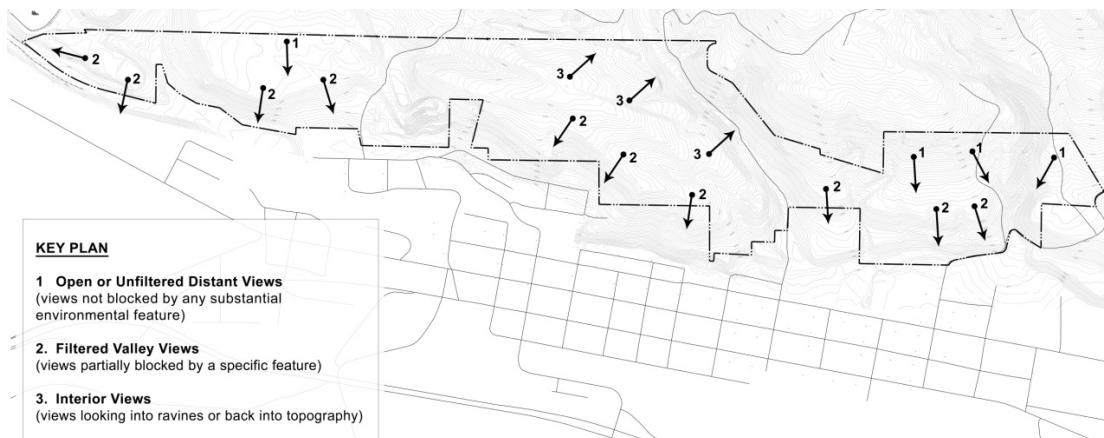 1
2
3
2
2
2
3
2
1
1
1
2
3
2
2
2
2
2
KEY PLAN
1 Open or Unfiltered Distant Views
(views not blocked by any substantial
environmental feature)
2. Filtered Valley Views
(views partially blocked by a specific feature)
3. Interior Views
(views looking into ravines or back into topography)